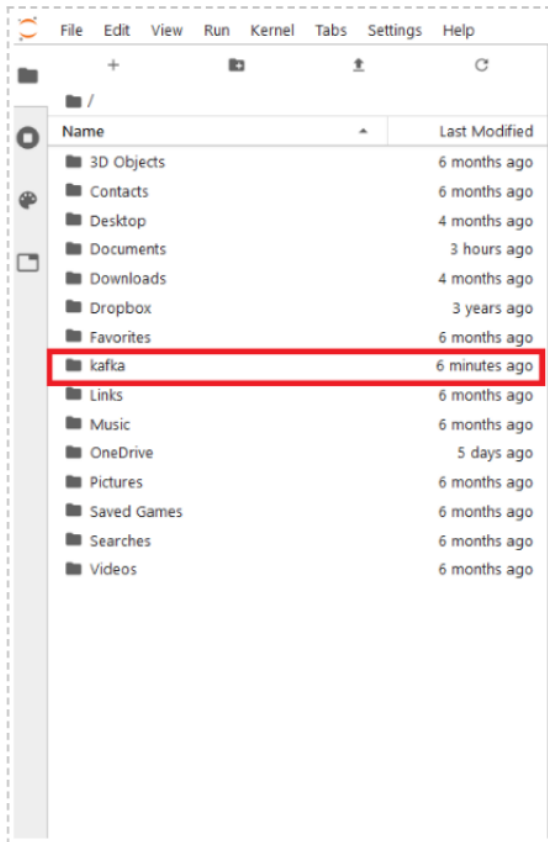 File Edit View Run Kernel Tabs Settings Help
/
Name Last Modified
3D Objects 6 months ago
Contacts 6 months ago
Desktop 4 months ago
Documents 3 hours ago
Downloads 4 months ago
Dropbox 3 years ago
Favorites 6 months ago
kafka 6 minutes ago
Links 6 months ago
Music 6 months ago
OneDrive 5 days ago
Pictures 6 months ago
Saved Games 6 months ago
Searches 6 months ago
Videos 6 months ago